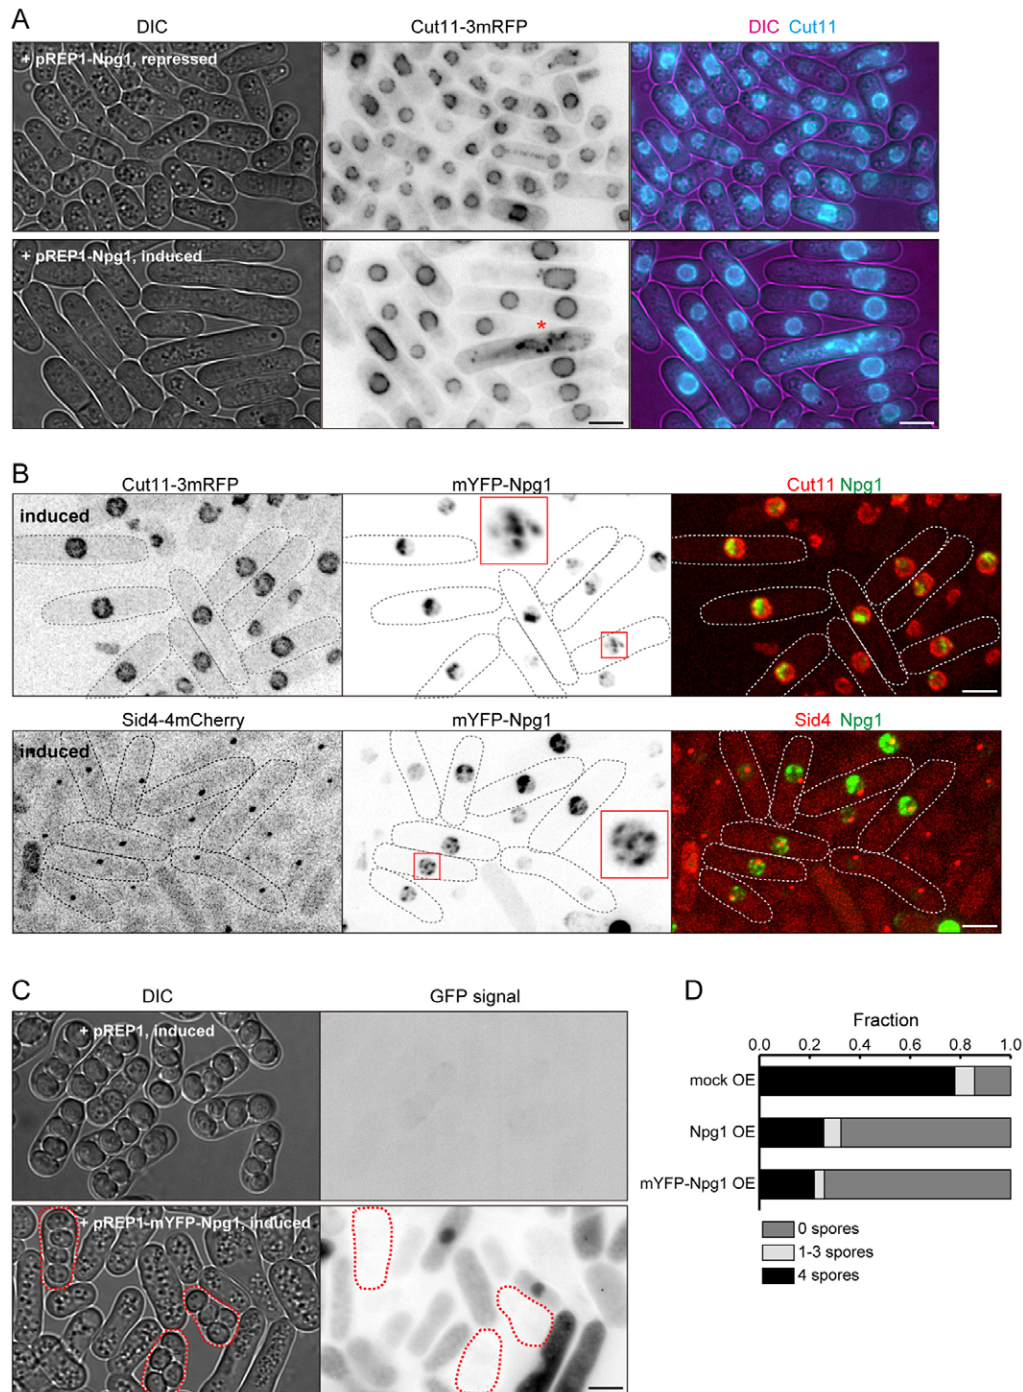 A
DIC
Cut11-3mRFP
DIC Cut11
+ pREP1-Npg1, repressed
+ pREP1-Npg1, induced
*
B
Cut11-3mRFP
mYFP-Npg1
Cut11 Npg1
induced
Sid4-4mCherry
mYFP-Npg1
Sid4 Npg1
induced
C
DIC
GFP signal
+ pREP1, induced
+ pREP1-mYFP-Npg1, induced
D
Fraction
0.0 0.2 0.4 0.6 0.8 1.0
mock OE
Npg1 OE
mYFP-Npg1 OE
0 spores
1-3 spores
4 spores